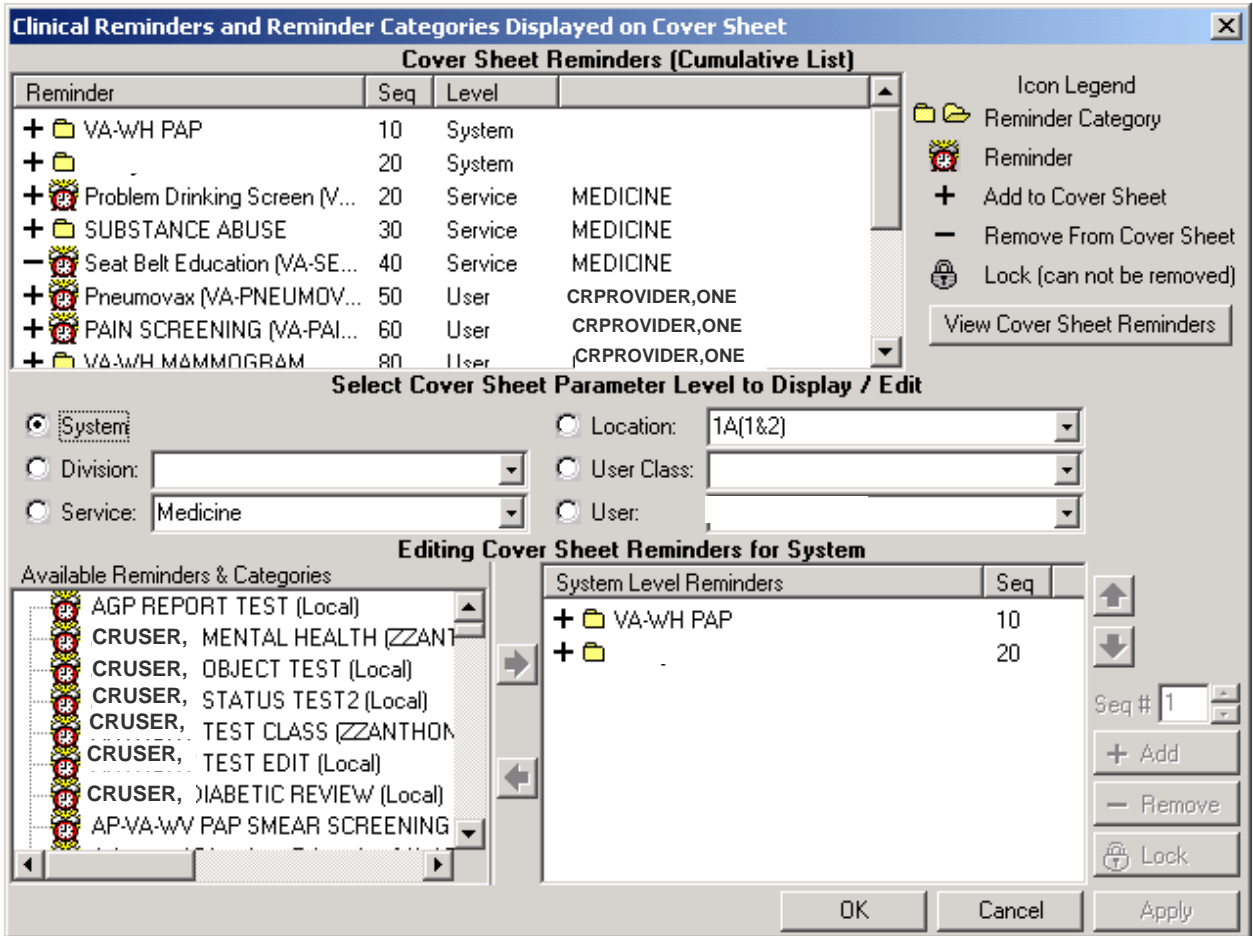 Clinical Reminders and Reminder Categories Displayed on Cover Sheet
Cover Sheet Reminders (Cumulative List)
Reminder Seq Level
VA-WH PAP 10 System
20 System
Problem Drinking Screen (V... 20 Service MEDICINE
SUBSTANCE ABUSE 30 Service MEDICINE
Seat Belt Education (VA-SE... 40 Service MEDICINE
Pneumovax (VA-PNEUMOV... 50 User CRPROVIDER,ONE
PAIN SCREENING (VA-PAI... 60 User CRPROVIDER,ONE
VA-WH MAMMOGRAM 80 User CRPROVIDER,ONE
Icon Legend
Reminder Category
Reminder
+ Add to Cover Sheet
− Remove From Cover Sheet
Lock (can not be removed)
View Cover Sheet Reminders
Select Cover Sheet Parameter Level to Display / Edit
System
Location: 1A(1&2)
Division:
User Class:
Service: Medicine
User:
Editing Cover Sheet Reminders for System
Available Reminders & Categories
AGP REPORT TEST (Local)
CRUSER, MENTAL HEALTH (ZZANT
CRUSER, OBJECT TEST (Local)
CRUSER, STATUS TEST2 (Local)
CRUSER, TEST CLASS (ZZANTHON
CRUSER, TEST EDIT (Local)
CRUSER, DIABETIC REVIEW (Local)
AP-VA-WV PAP SMEAR SCREENING
System Level Reminders Seq
VA-WH PAP 10
20
Seq # 1
+ Add
− Remove
Lock
OK Cancel Apply